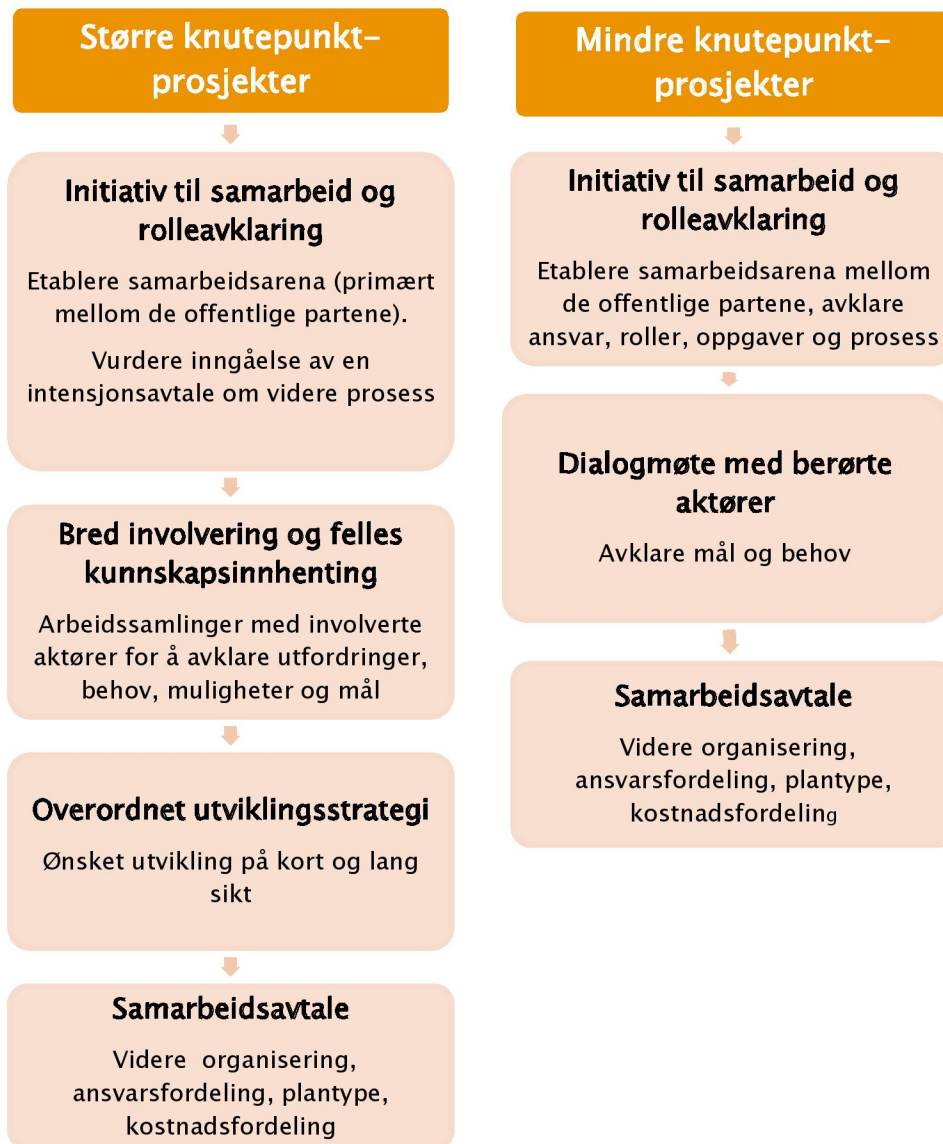 Større knutepunkt-
prosjekter
Initiativ til samarbeid og
rolleavklaring
Etablere samarbeidsarena (primært
mellom de offentlige partene).
Vurdere inngåelse av en
intensjonsavtale om videre prosess
Bred involvering og felles
kunnskapsinnhenting
Arbeidssamlinger med involverte
aktører for å avklare utfordringer,
behov, muligheter og mål
Overordnet utviklingsstrategi
Ønsket utvikling på kort og lang
sikt
Samarbeidsavtale
Videre organisering,
ansvarsfordeling, plantype,
kostnadsfordeling
Mindre knutepunkt-
prosjekter
Initiativ til samarbeid og
rolleavklaring
Etablere samarbeidsarena mellom
de offentlige partene, avklare
ansvar, roller, oppgaver og prosess
Dialogmøte med berørte
aktører
Avklare mål og behov
Samarbeidsavtale
Videre organisering,
ansvarsfordeling, plantype,
kostnadsfordeling